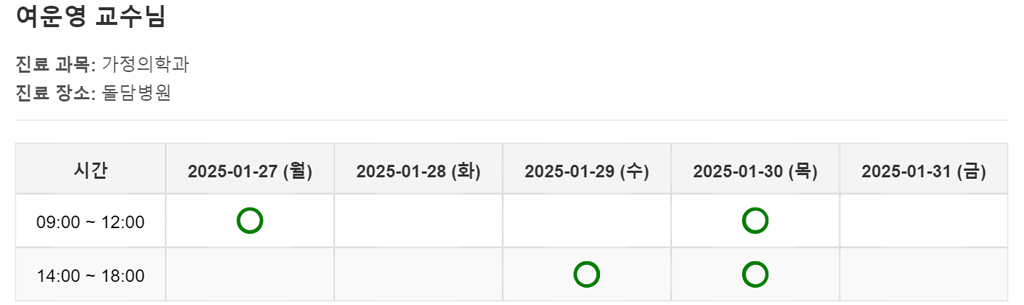 여운영 교수님
진료 과목: 가정의학과
진료 장소: 돌담병원
시간 2025-01-27 (월) 2025-01-28 (화) 2025-01-29 (수) 2025-01-30 (목) 2025-01-31 (금)
09:00 ~ 12:00
14:00 ~ 18:00